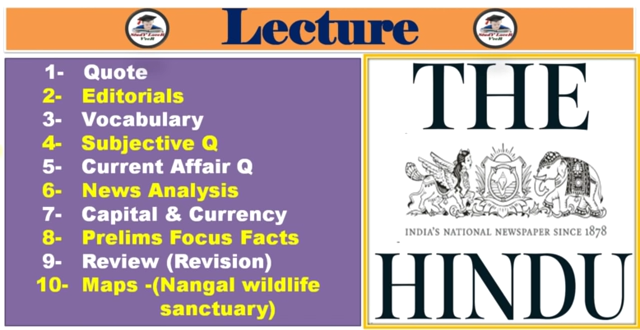 Lecture
1- Quote
2- Editorials
3- Vocabulary
4- Subjective Q
5- Current Affair Q
6- News Analysis
7- Capital & Currency
8- Prelims Focus Facts
9- Review (Revision)
10- Maps -(Nangal wildlife
sanctuary)
THE
INDIA'S NATIONAL NEWSPAPER SINCE 1878
HINDU